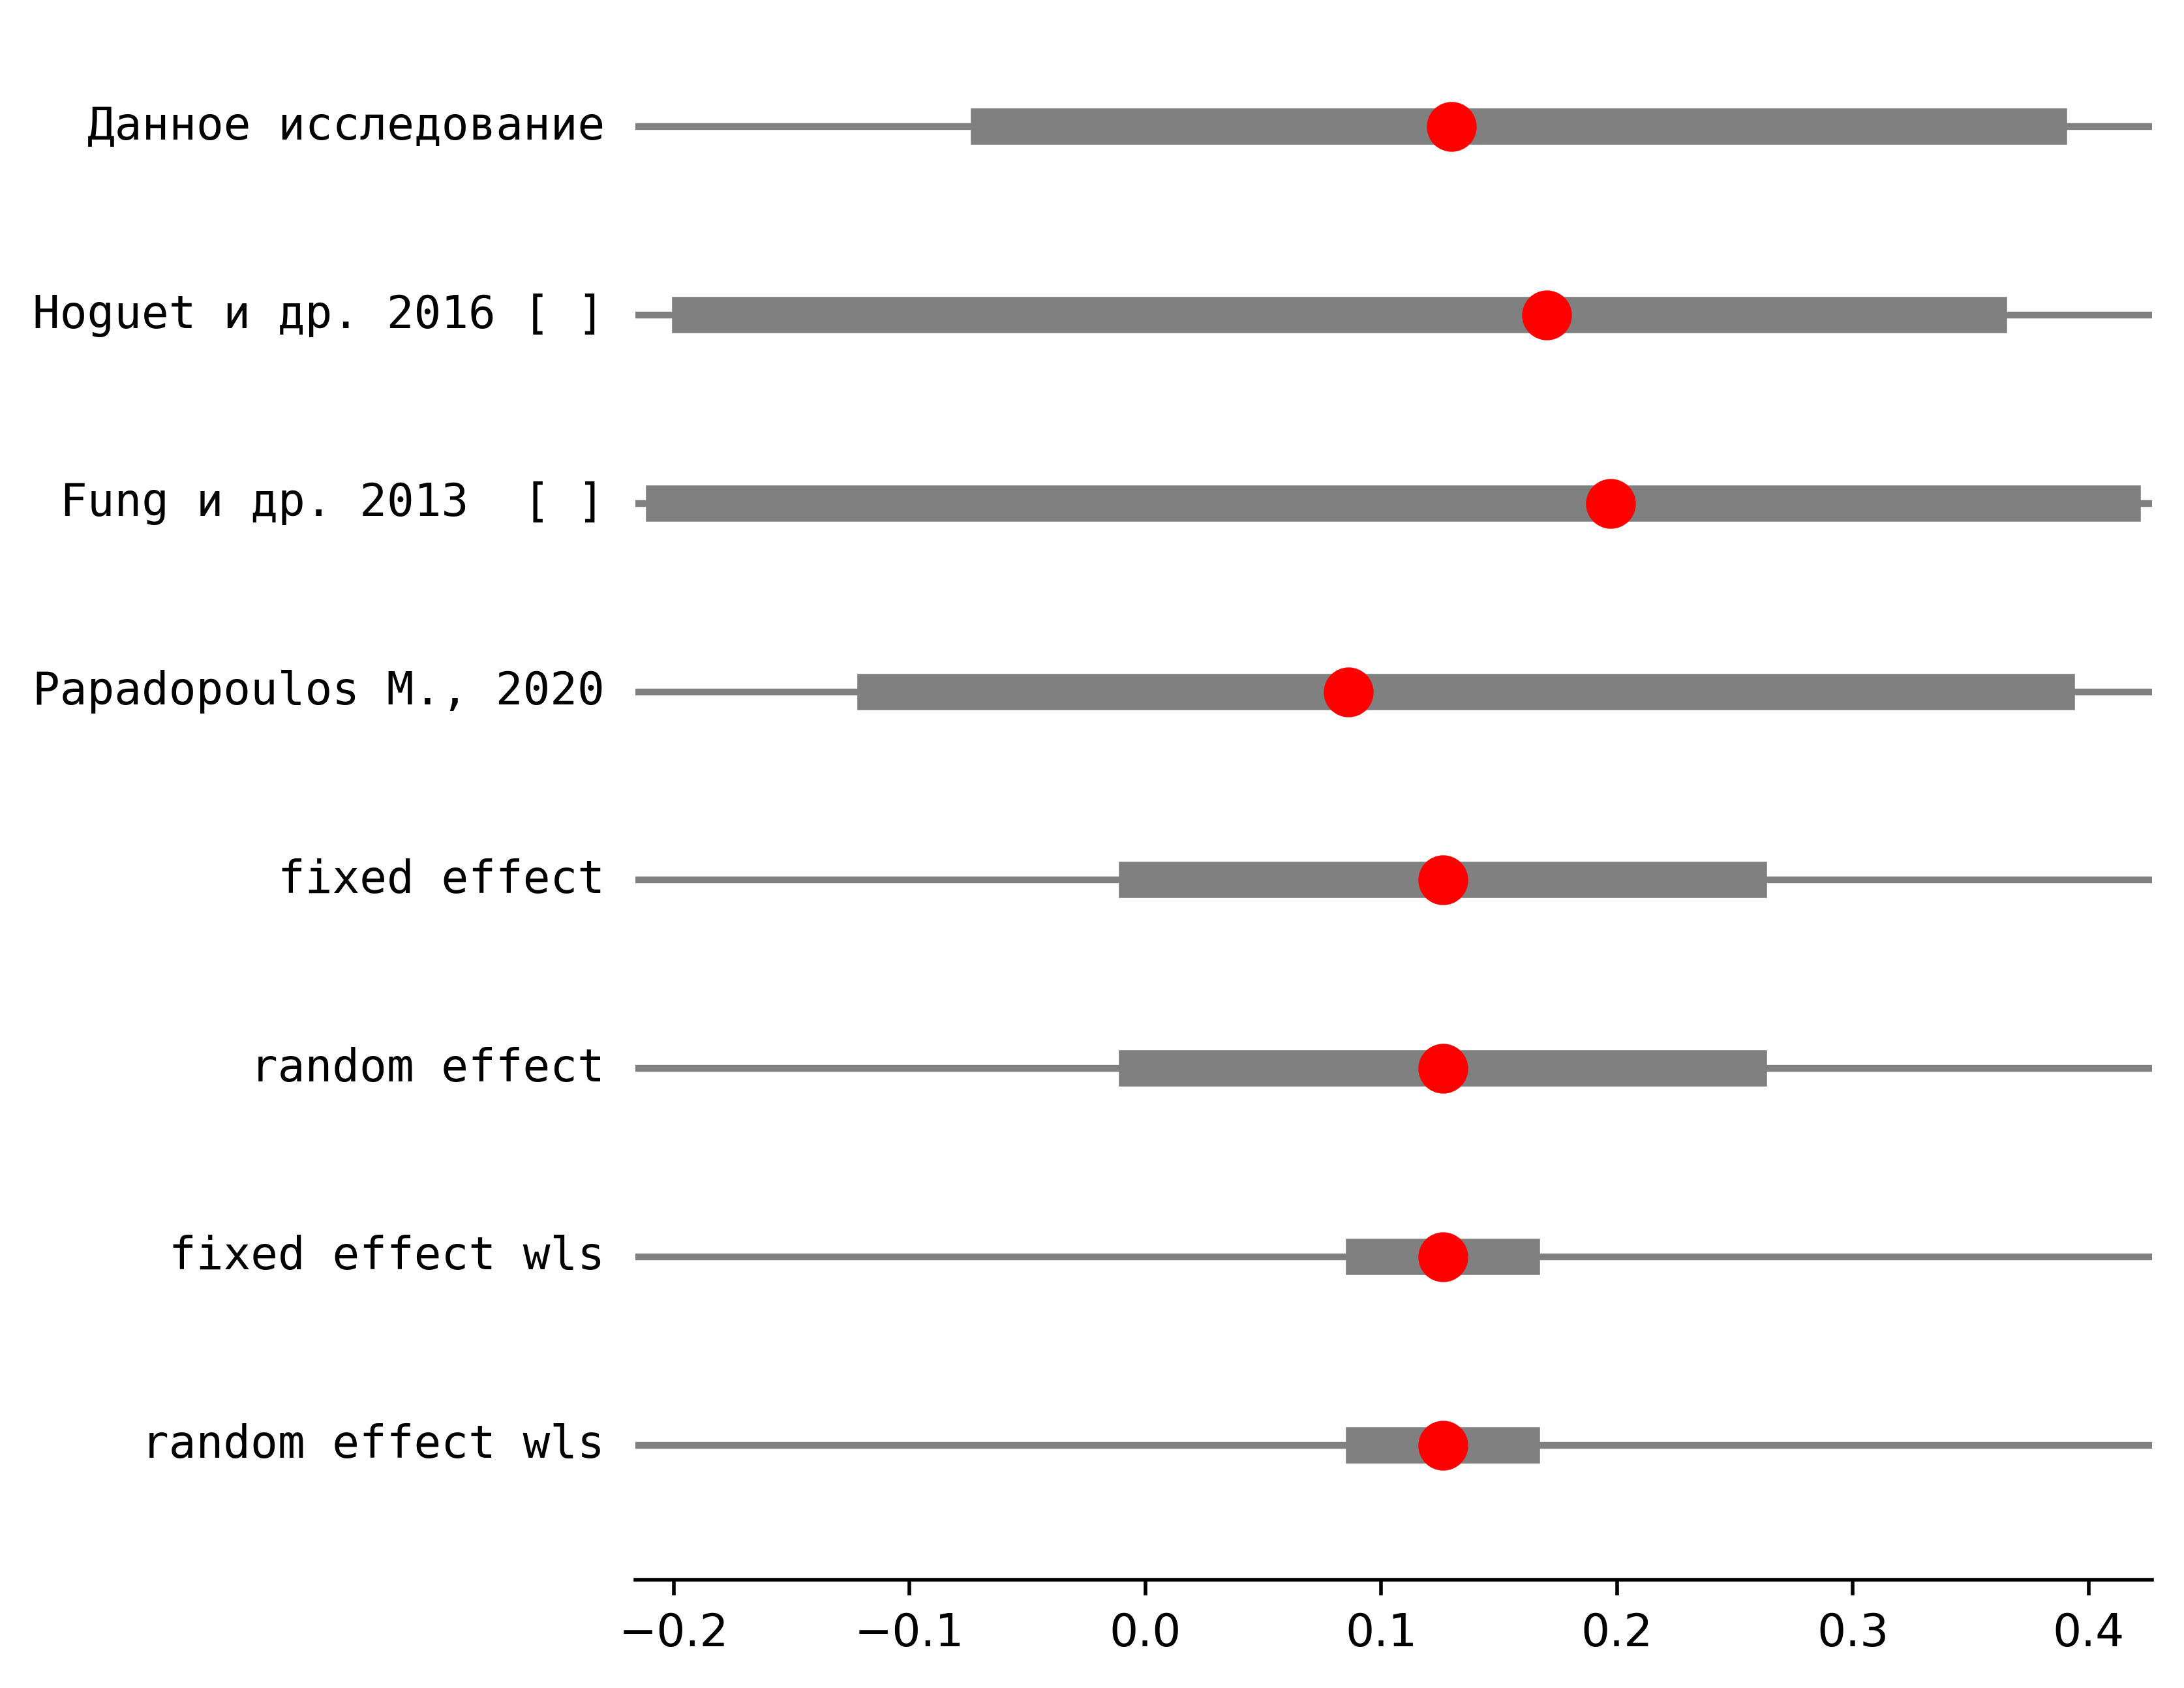 Данное исследование
Hoguet и др. 2016 [ ]
Fung и др. 2013  [ ]
Papadopoulos M., 2020
fixed effect
random effect
fixed effect wls
random effect wls
−0.2 −0.1 0.0 0.1 0.2 0.3 0.4